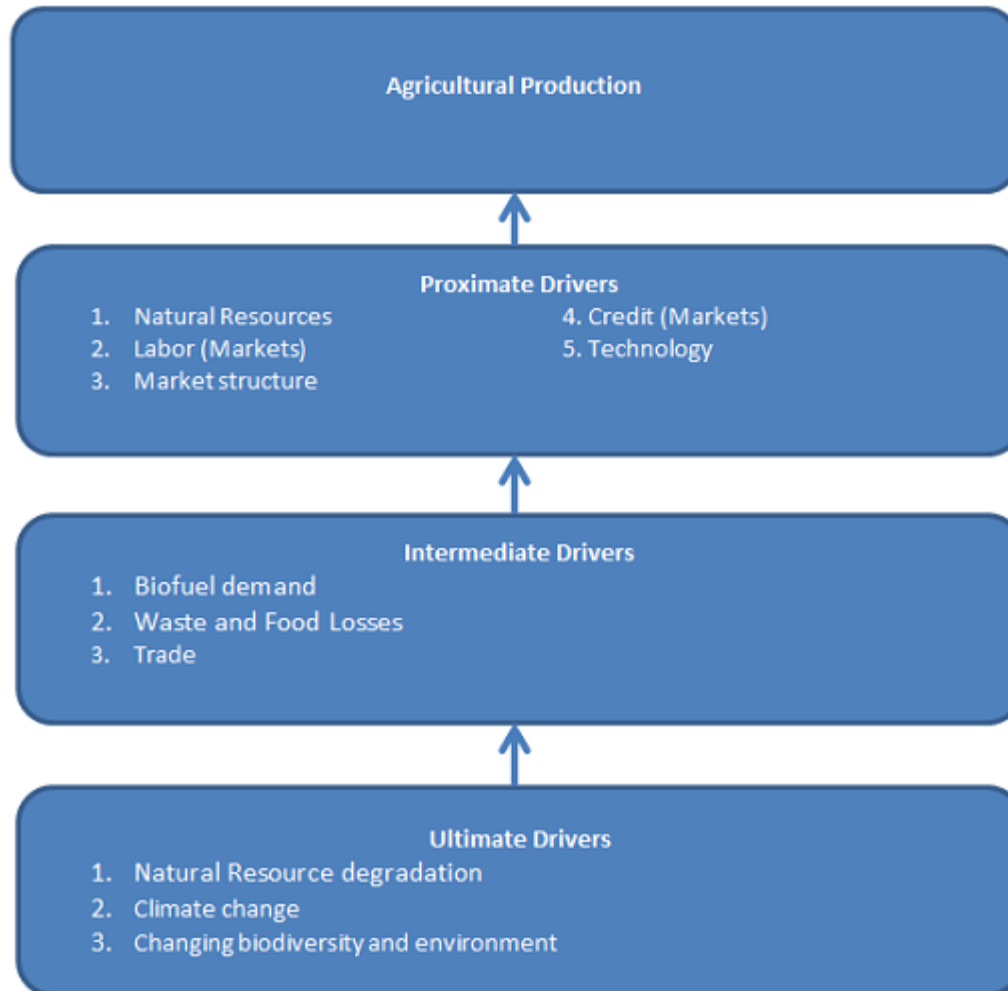 Agricultural Production
Proximate Drivers
1. Natural Resources
2. Labor (Markets)
3. Market structure
4. Credit (Markets)
5. Technology
Intermediate Drivers
1. Biofuel demand
2. Waste and Food Losses
3. Trade
Ultimate Drivers
1. Natural Resource degradation
2. Climate change
3. Changing biodiversity and environment